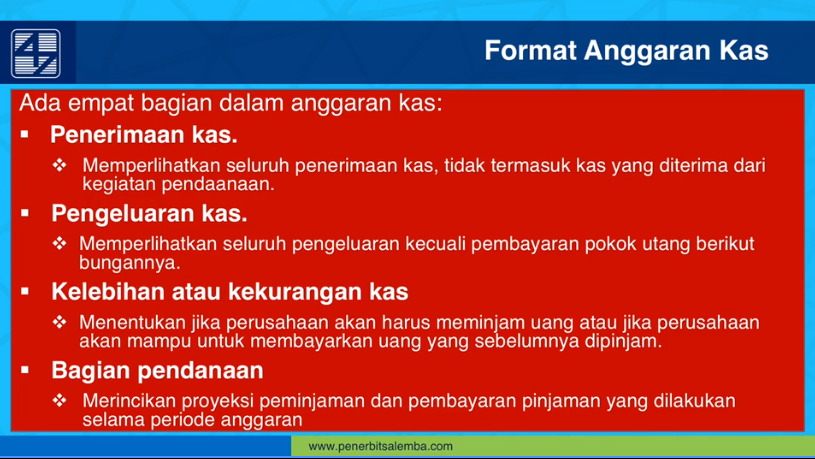 Format Anggaran Kas
Ada empat bagian dalam anggaran kas:
▪ Penerimaan kas.
❖ Memperlihatkan seluruh penerimaan kas, tidak termasuk kas yang diterima dari
kegiatan pendaanaan.
▪ Pengeluaran kas.
❖ Memperlihatkan seluruh pengeluaran kecuali pembayaran pokok utang berikut
bungannya.
▪ Kelebihan atau kekurangan kas
❖ Menentukan jika perusahaan akan harus meminjam uang atau jika perusahaan
akan mampu untuk membayarkan uang yang sebelumnya dipinjam.
▪ Bagian pendanaan
❖ Merincikan proyeksi peminjaman dan pembayaran pinjaman yang dilakukan
selama periode anggaran
www.penerbitsalemba.com